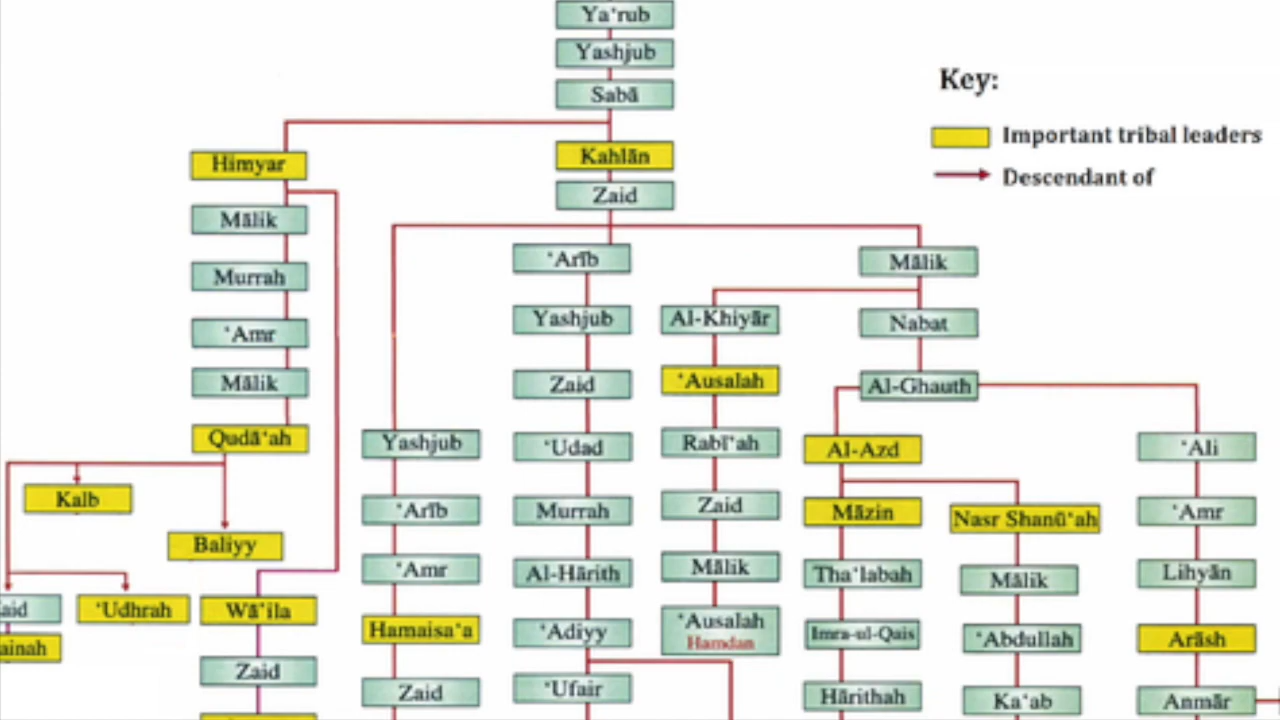 Ya‘rub
Yashjub
Sabā
Key:
Important tribal leaders
Descendant of
Himyar
Kahlān
Zaid
Mālik
Murrah
‘Amr
Mālik
Qudā‘ah
Kalb
Baliyy
‘Udhrah
Wā’ila
Zaid
Yashjub
‘Arīb
‘Amr
Hamaisa‘a
Zaid
‘Arīb
Yashjub
Zaid
‘Udad
Murrah
Al-Hārith
‘Adiyy
‘Ufair
Mālik
Al-Khiyār
‘Ausalah
Rabī‘ah
Zaid
Mālik
‘Ausalah
Hamdan
Nabat
Al-Ghauth
Al-Azd
Māzin
Tha‘labah
Imra-ul-Qais
Hārithah
Nasr Shanū‘ah
Mālik
‘Abdullah
Ka‘ab
‘Ali
‘Amr
Lihyān
Arāsh
Anmār